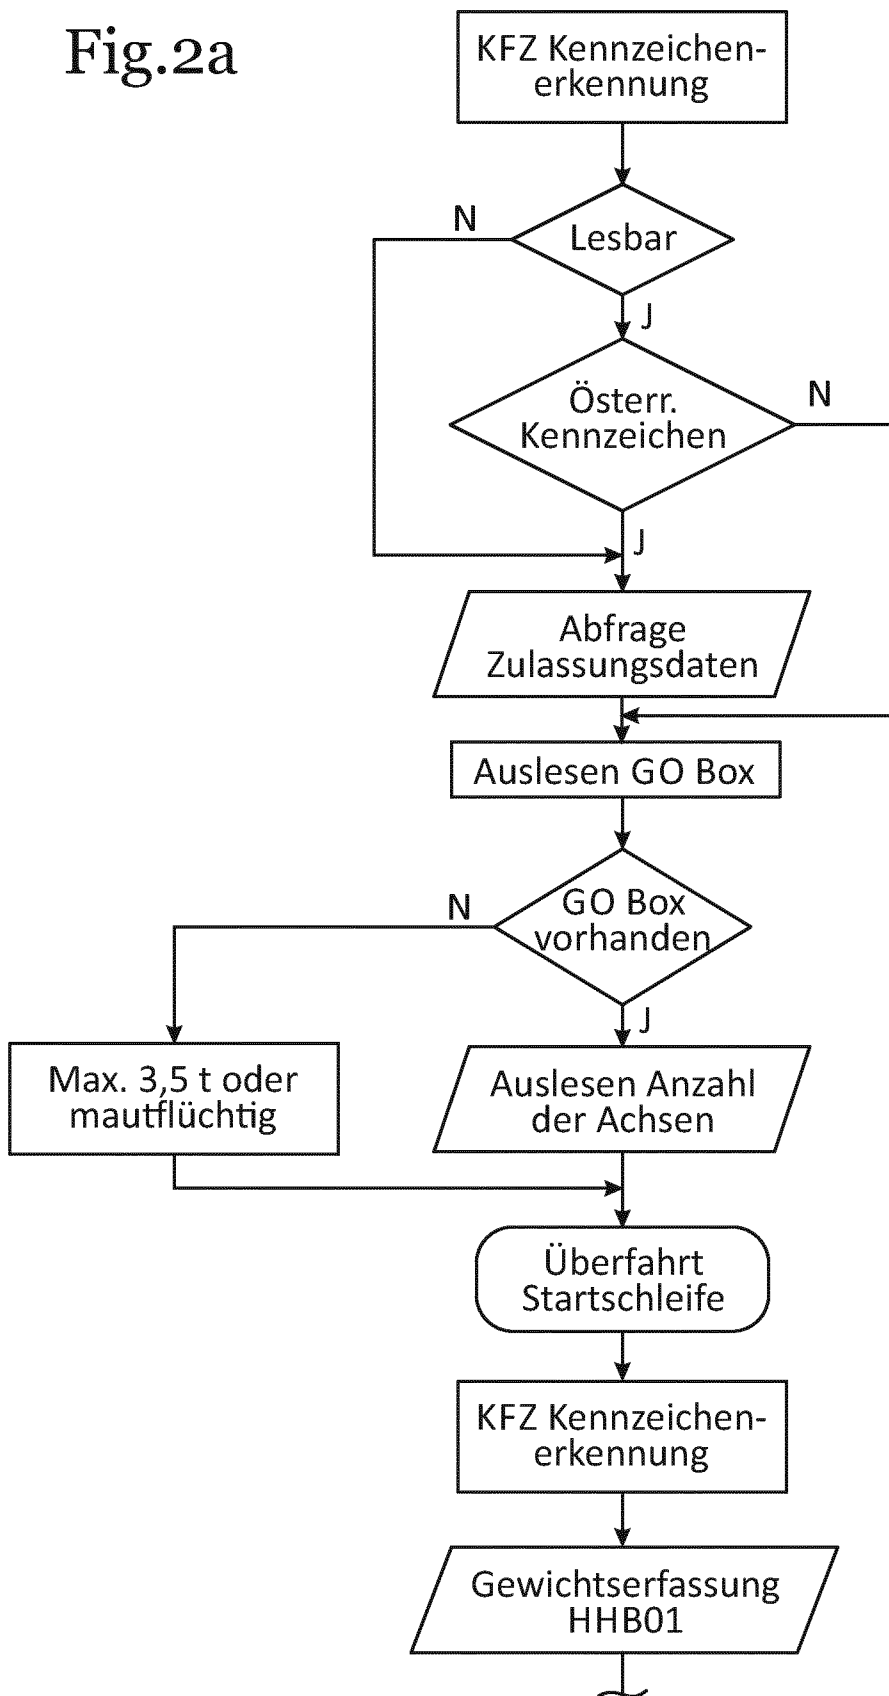 Fig.2a
KFZ Kennzeichen-
erkennung
N
Lesbar
J
Österr.
Kennzeichen
N
J
Abfrage
Zulassungsdaten
Auslesen GO Box
N
GO Box
vorhanden
J
Max. 3,5 t oder
mautflüchtig
Auslesen Anzahl
der Achsen
Überfahrt
Startschleife
KFZ Kennzeichen-
erkennung
Gewichtserfassung
HHB01